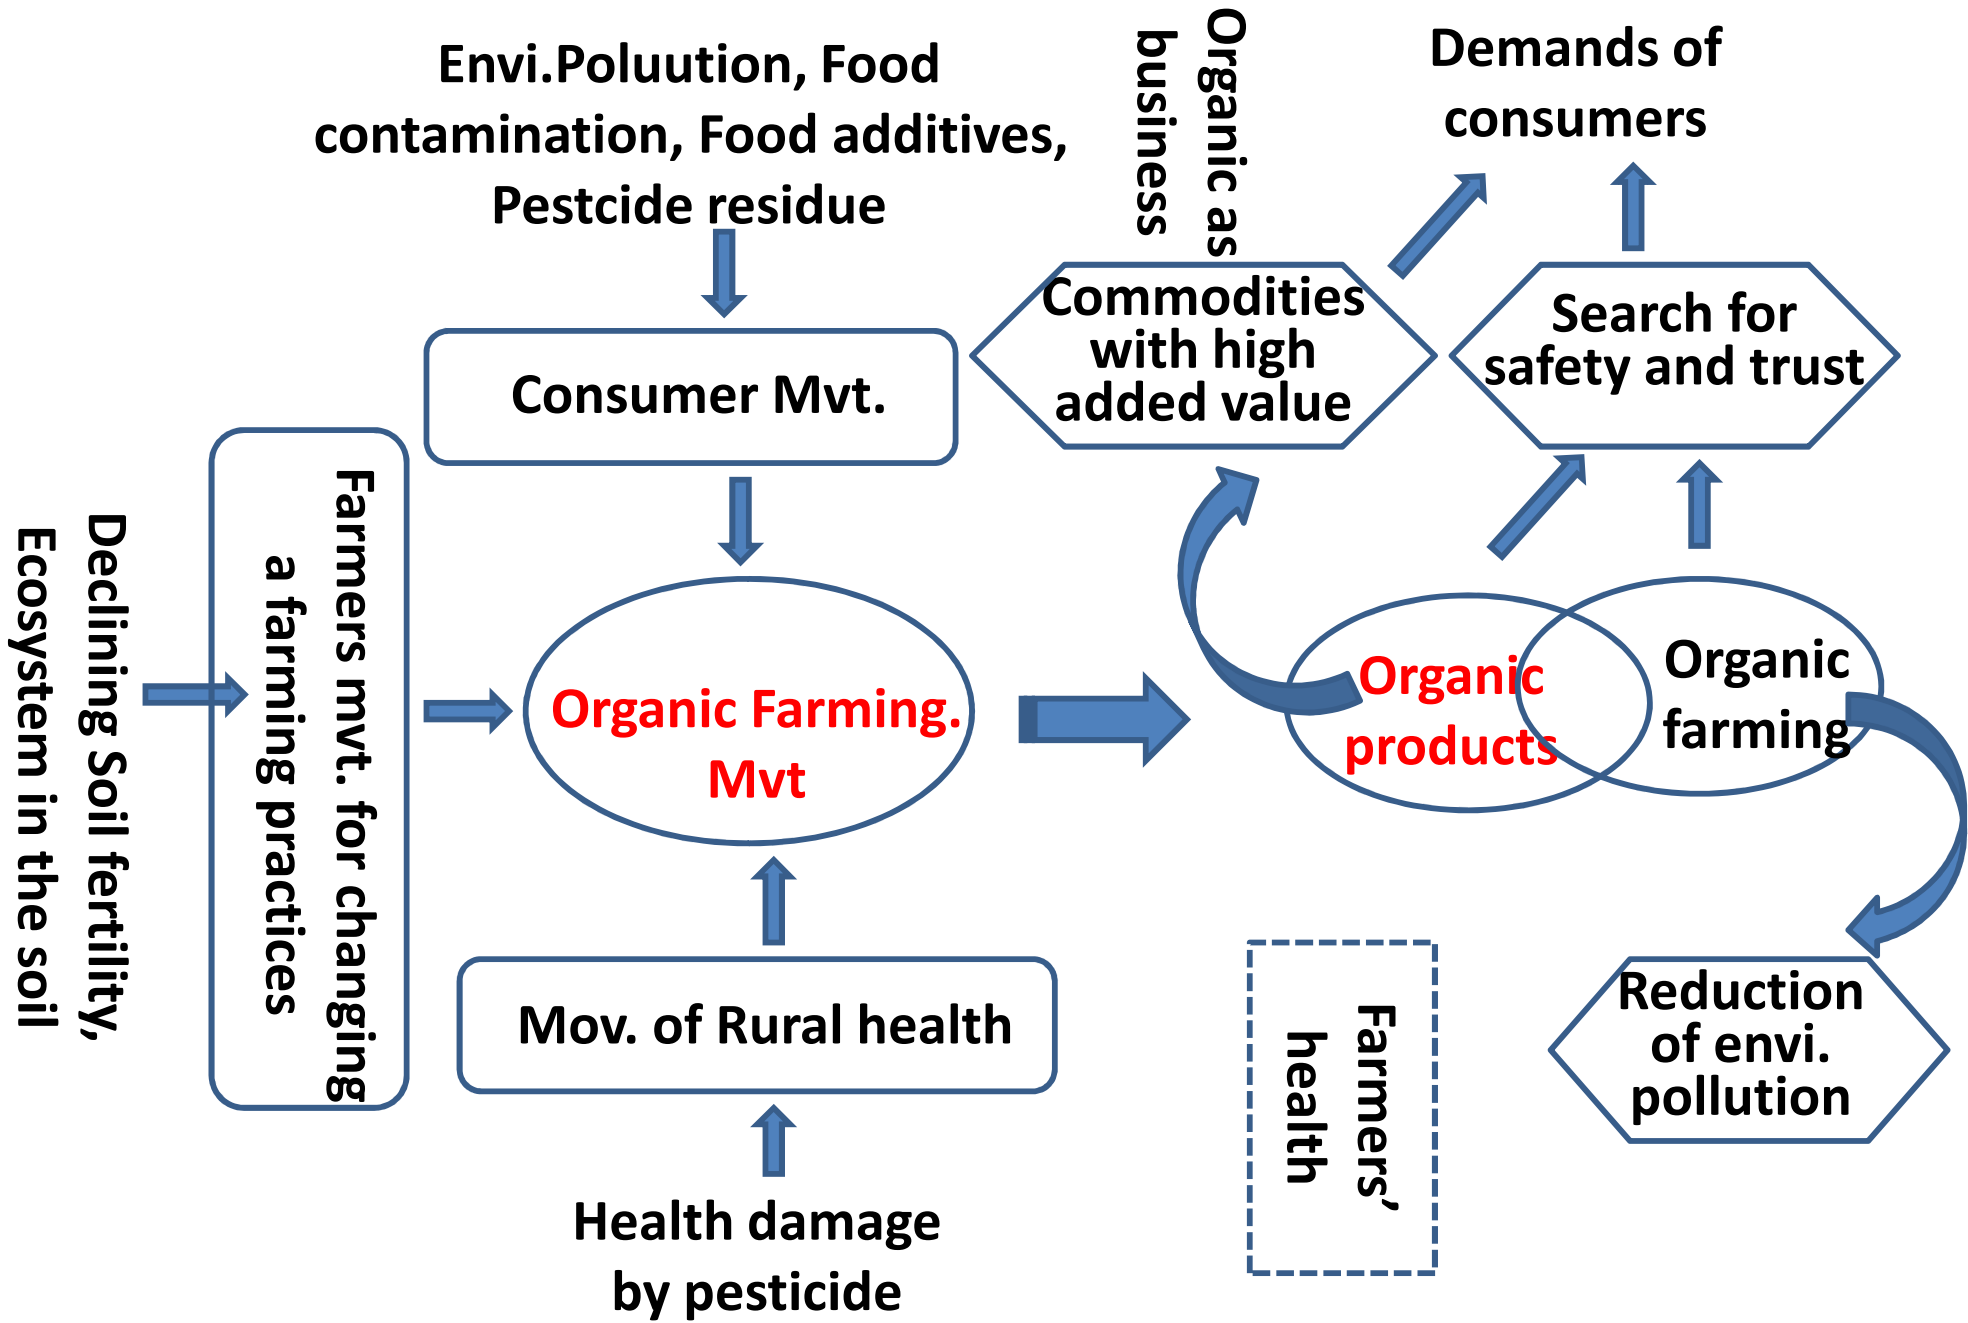 Envi.Poluution, Food
contamination, Food additives,
Pestcide residue
Organic as
business
Demands of
consumers
Consumer Mvt.
Commodities
with high
added value
Search for
safety and trust
Declining Soil fertility,
Ecosystem in the soil
Farmers mvt. for changing
a farming practices
Organic Farming.
Mvt
Organic
products
Organic
farming
Mov. of Rural health
Farmers’
health
Reduction
of envi.
pollution
Health damage
by pesticide